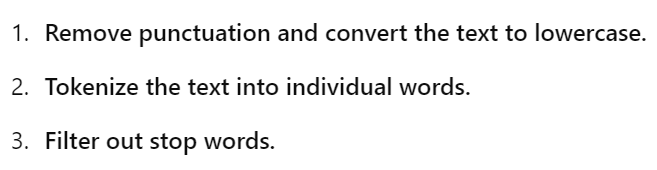 1. Remove punctuation and convert the text to lowercase.
2. Tokenize the text into individual words.
3. Filter out stop words.